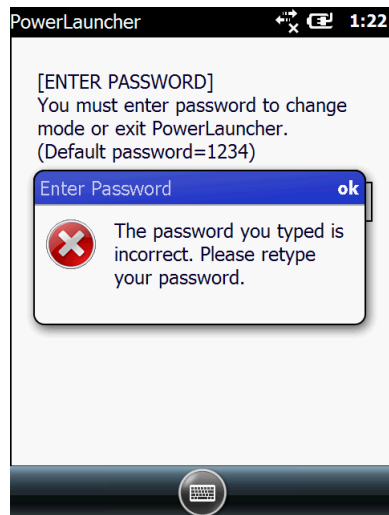 PowerLauncher 1:22
[ENTER PASSWORD]
You must enter password to change
mode or exit PowerLauncher.
(Default password=1234)
Enter Password ok
The password you typed is
incorrect. Please retype
your password.